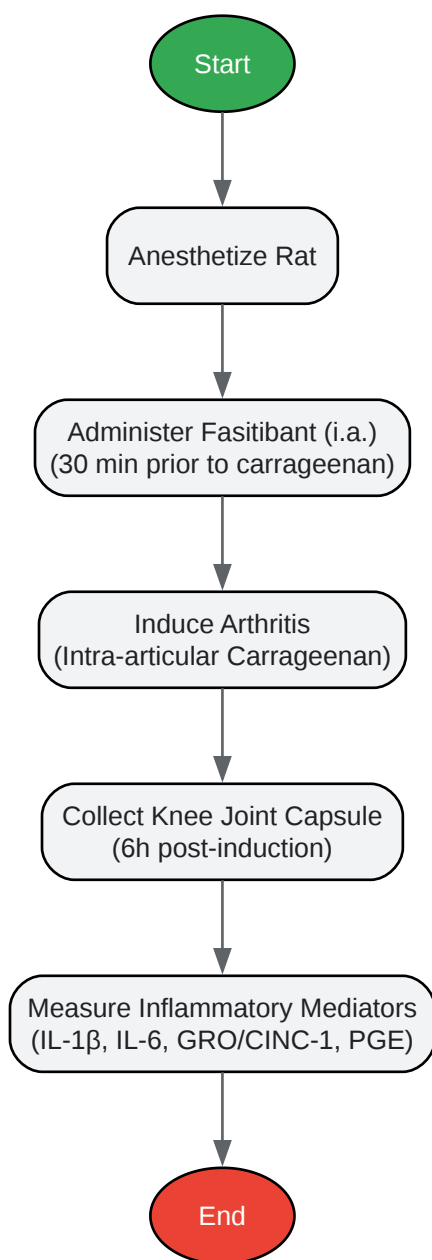 Start
Anesthetize Rat
Administer Fasitibant (i.a.)
(30 min prior to carrageenan)
Induce Arthritis
(Intra-articular Carrageenan)
Collect Knee Joint Capsule
(6h post-induction)
Measure Inflammatory Mediators
(IL-1β, IL-6, GRO/CINC-1, PGE)
End